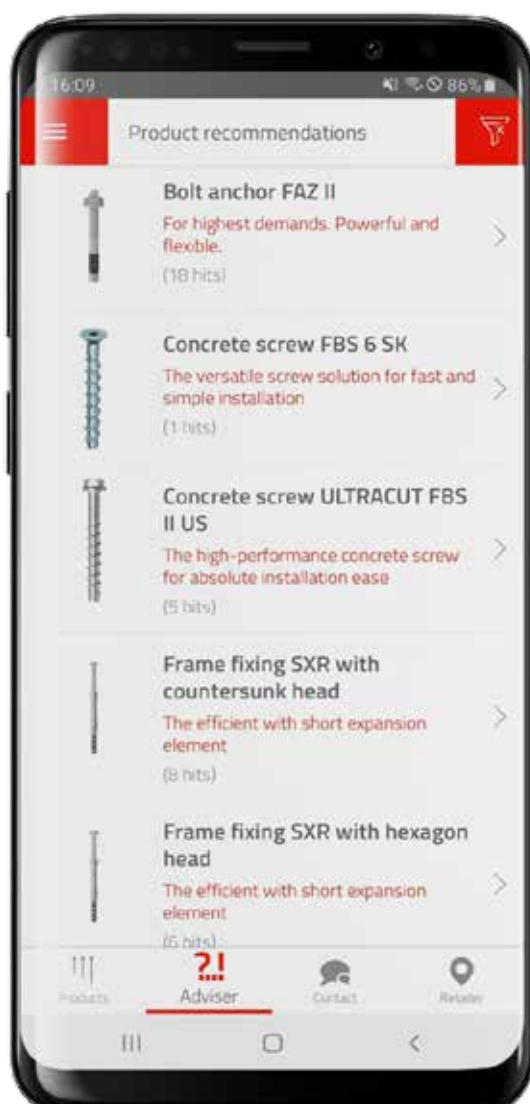 16:09
86%
Product recommendations
Bolt anchor FAZ II
For highest demands. Powerful and
flexible.
(18 hits)
Concrete screw FBS 6 SK
The versatile screw solution for fast and
simple installation
(1 hits)
Concrete screw ULTRACUT FBS
II US
The high-performance concrete screw
for absolute installation ease
(5 hits)
Frame fixing SXR with
countersunk head
The efficient with short expansion
element
(8 hits)
Frame fixing SXR with hexagon
head
The efficient with short expansion
element
(6 hits)
?!
Products
Adviser
Contact
Retailer